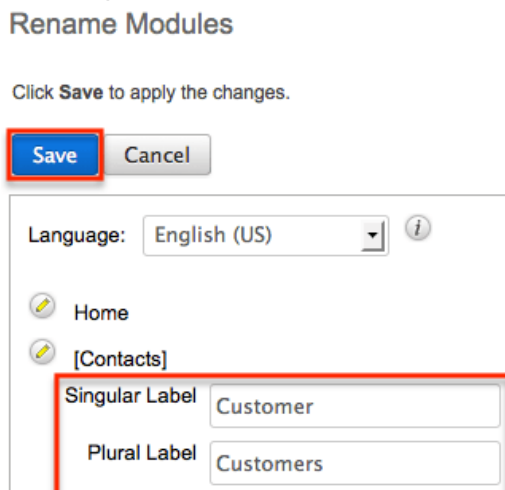 Rename Modules
Click Save to apply the changes.
Save Cancel
Language: English (US) i
Home
[Contacts]
Singular Label Customer
Plural Label Customers